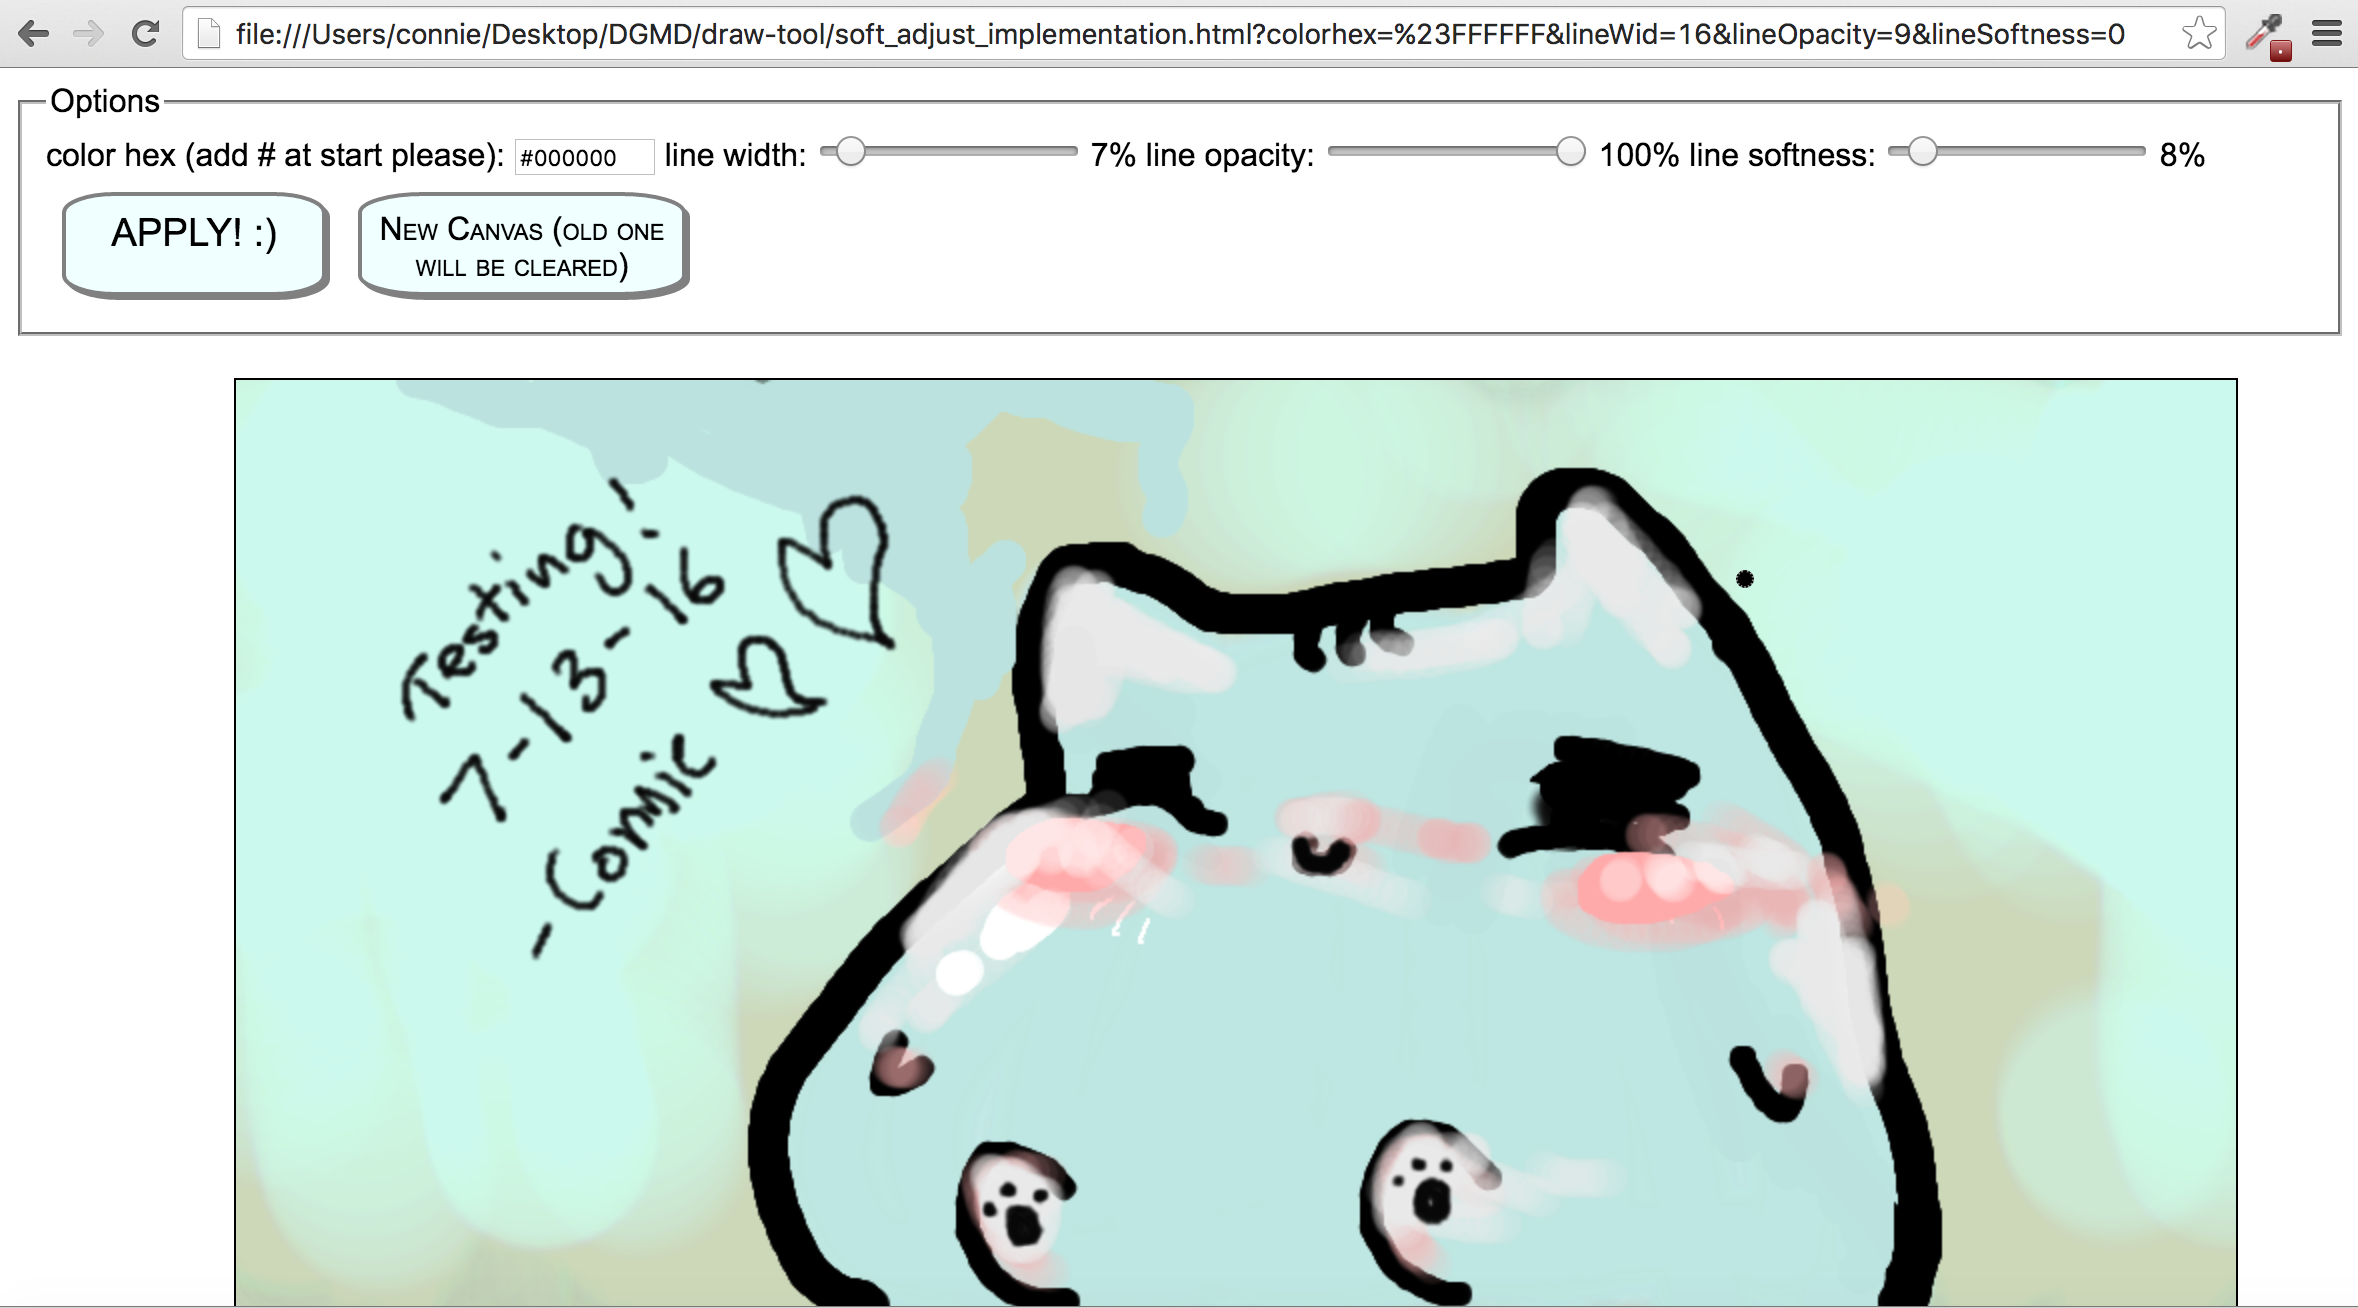 file:///Users/connie/Desktop/DGMD/draw-tool/soft_adjust_implementation.html?colorhex=%23FFFFFF&lineWid=16&lineOpacity=9&lineSoftness=0
Options
color hex (add # at start please): #000000 line width: 7% line opacity: 100% line softness: 8%
APPLY! :)
New Canvas (old one
will be cleared)
Testing!
7-13-16
-Comic